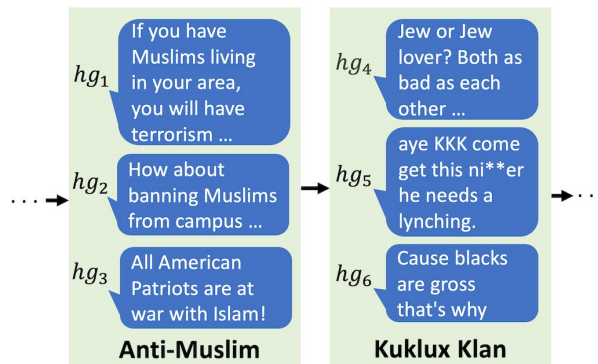 hg1
If you have
Muslims living
in your area,
you will have
terrorism ...
hg2
How about
banning Muslims
from campus ...
hg3
All American
Patriots are at
war with Islam!
Anti-Muslim
hg4
Jew or Jew
lover? Both as
bad as each
other ...
hg5
aye KKK come
get this ni**er
he needs a
lynching.
hg6
Cause blacks
are gross
that's why
Kuklux Klan